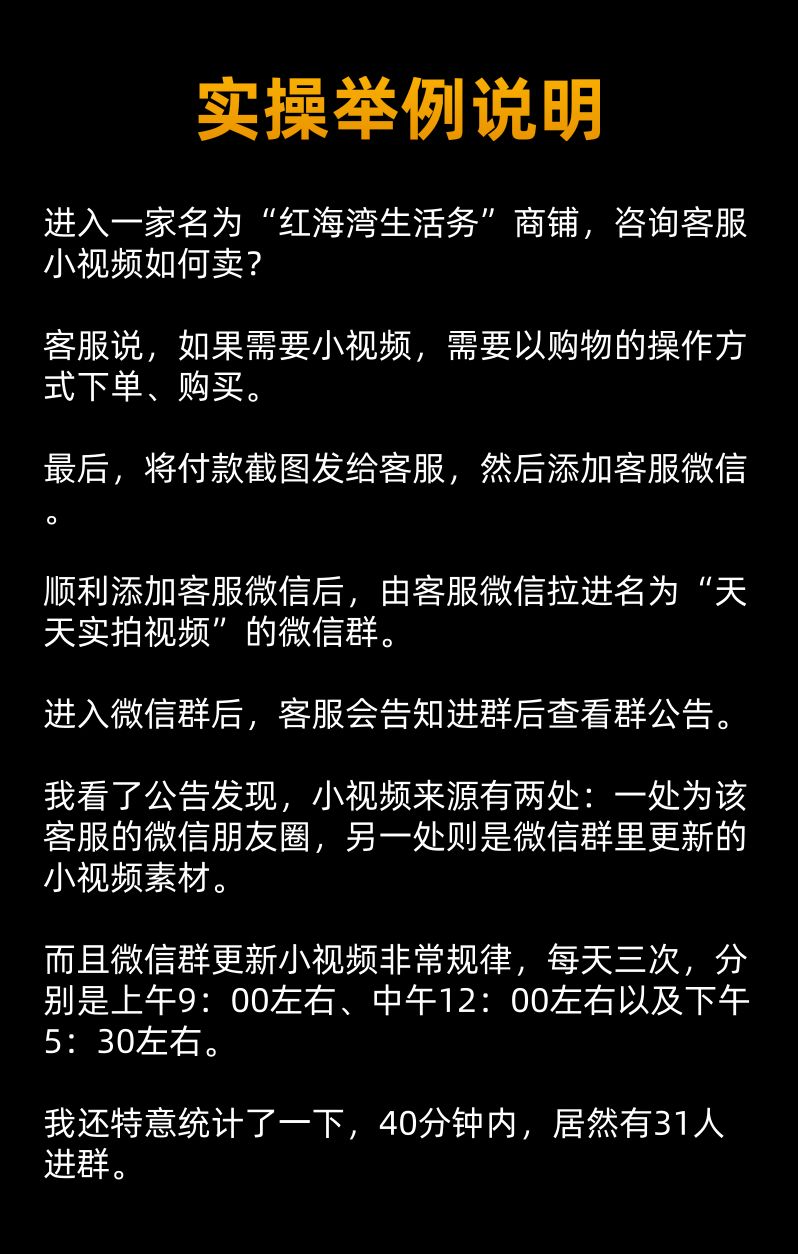 实操举例说明
进入一家名为“红海湾生活务”商铺，咨询客服
小视频如何卖？
客服说，如果需要小视频，需要以购物的操作方
式下单、购买。
最后，将付款截图发给客服，然后添加客服微信
。
顺利添加客服微信后，由客服微信拉进名为“天
天实拍视频”的微信群。
进入微信群后，客服会告知进群后查看群公告。
我看了公告发现，小视频来源有两处：一处为该
客服的微信朋友圈，另一处则是微信群里更新的
小视频素材。
而且微信群更新小视频非常规律，每天三次，分
别是上午9：00左右、中午12：00左右以及下午
5：30左右。
我还特意统计了一下，40分钟内，居然有31人
进群。